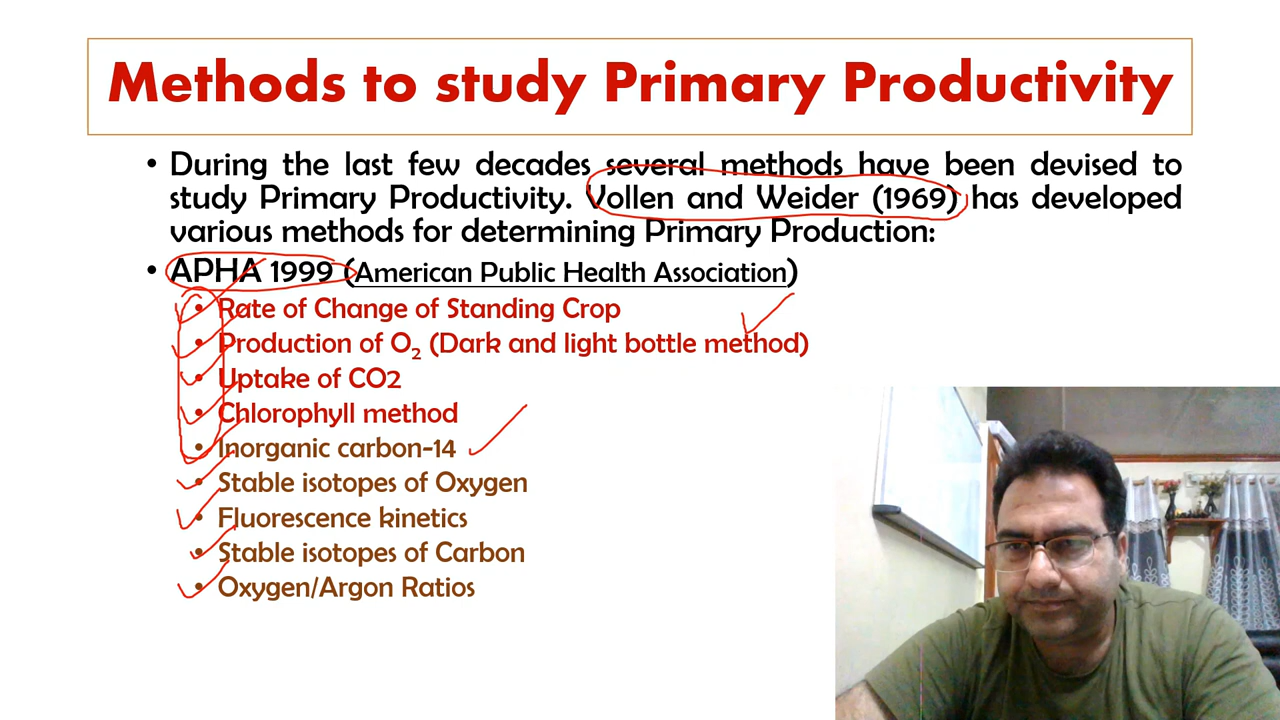 Methods to study Primary Productivity
• During the last few decades several methods have been devised to
study Primary Productivity. Vollen and Weider (1969) has developed
various methods for determining Primary Production:
• APHA 1999 (American Public Health Association)
• Rate of Change of Standing Crop
• Production of O₂ (Dark and light bottle method)
• Uptake of CO2
• Chlorophyll method
• Inorganic carbon-14
• Stable isotopes of Oxygen
• Fluorescence kinetics
• Stable isotopes of Carbon
• Oxygen/Argon Ratios